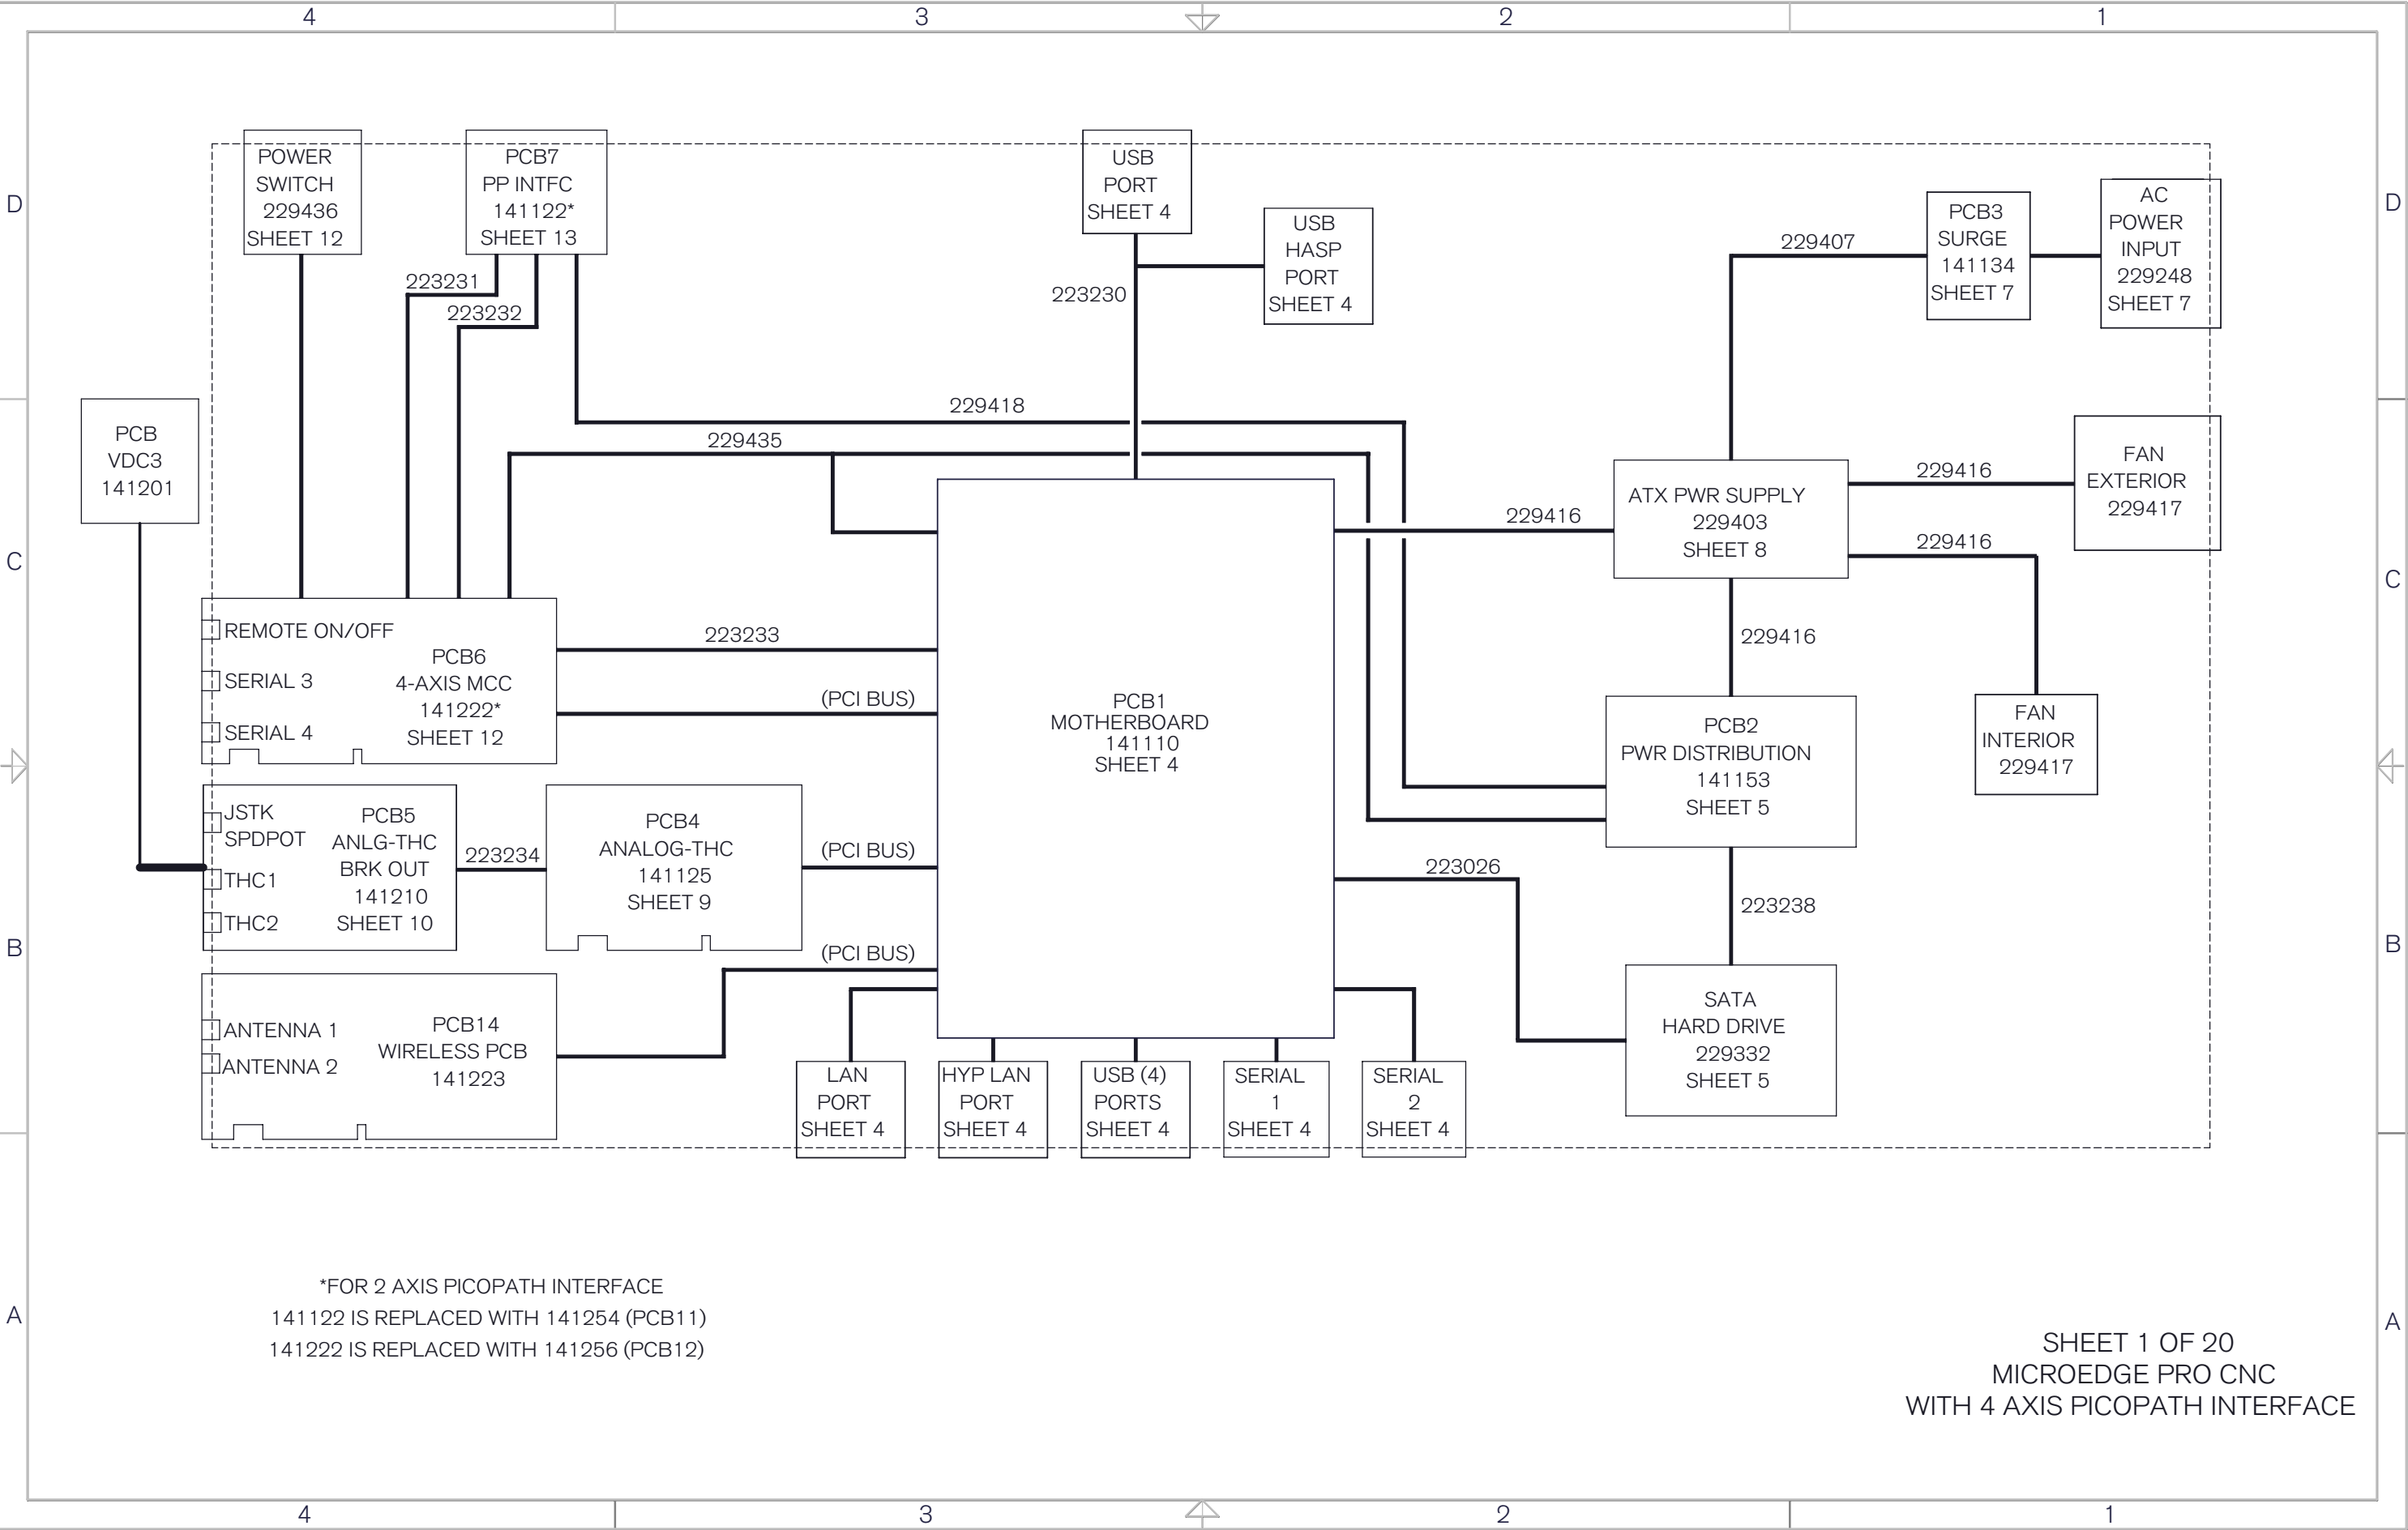 4
3
2
1
D
D
C
C
B
B
A
A
POWER
SWITCH
229436
SHEET 12
PCB7
PP INTFC
141122*
SHEET 13
USB
PORT
SHEET 4
USB
HASP
PORT
SHEET 4
PCB3
SURGE
141134
SHEET 7
AC
POWER
INPUT
229248
SHEET 7
229407
223231
223232
223230
229418
229435
PCB
VDC3
141201
ATX PWR SUPPLY
229403
SHEET 8
229416
229416
229416
229416
FAN
EXTERIOR
229417
FAN
INTERIOR
229417
REMOTE ON/OFF
SERIAL 3
SERIAL 4
PCB6
4-AXIS MCC
141222*
SHEET 12
223233
(PCI BUS)
PCB1
MOTHERBOARD
141110
SHEET 4
PCB2
PWR DISTRIBUTION
141153
SHEET 5
JSTK
SPDPOT
THC1
THC2
PCB5
ANLG-THC
BRK OUT
141210
SHEET 10
223234
PCB4
ANALOG-THC
141125
SHEET 9
(PCI BUS)
223026
223238
(PCI BUS)
ANTENNA 1
ANTENNA 2
PCB14
WIRELESS PCB
141223
SATA
HARD DRIVE
229332
SHEET 5
LAN
PORT
SHEET 4
HYP LAN
PORT
SHEET 4
USB (4)
PORTS
SHEET 4
SERIAL
1
SHEET 4
SERIAL
2
SHEET 4
*FOR 2 AXIS PICOPATH INTERFACE
141122 IS REPLACED WITH 141254 (PCB11)
141222 IS REPLACED WITH 141256 (PCB12)
SHEET 1 OF 20
MICROEDGE PRO CNC
WITH 4 AXIS PICOPATH INTERFACE
4
3
2
1